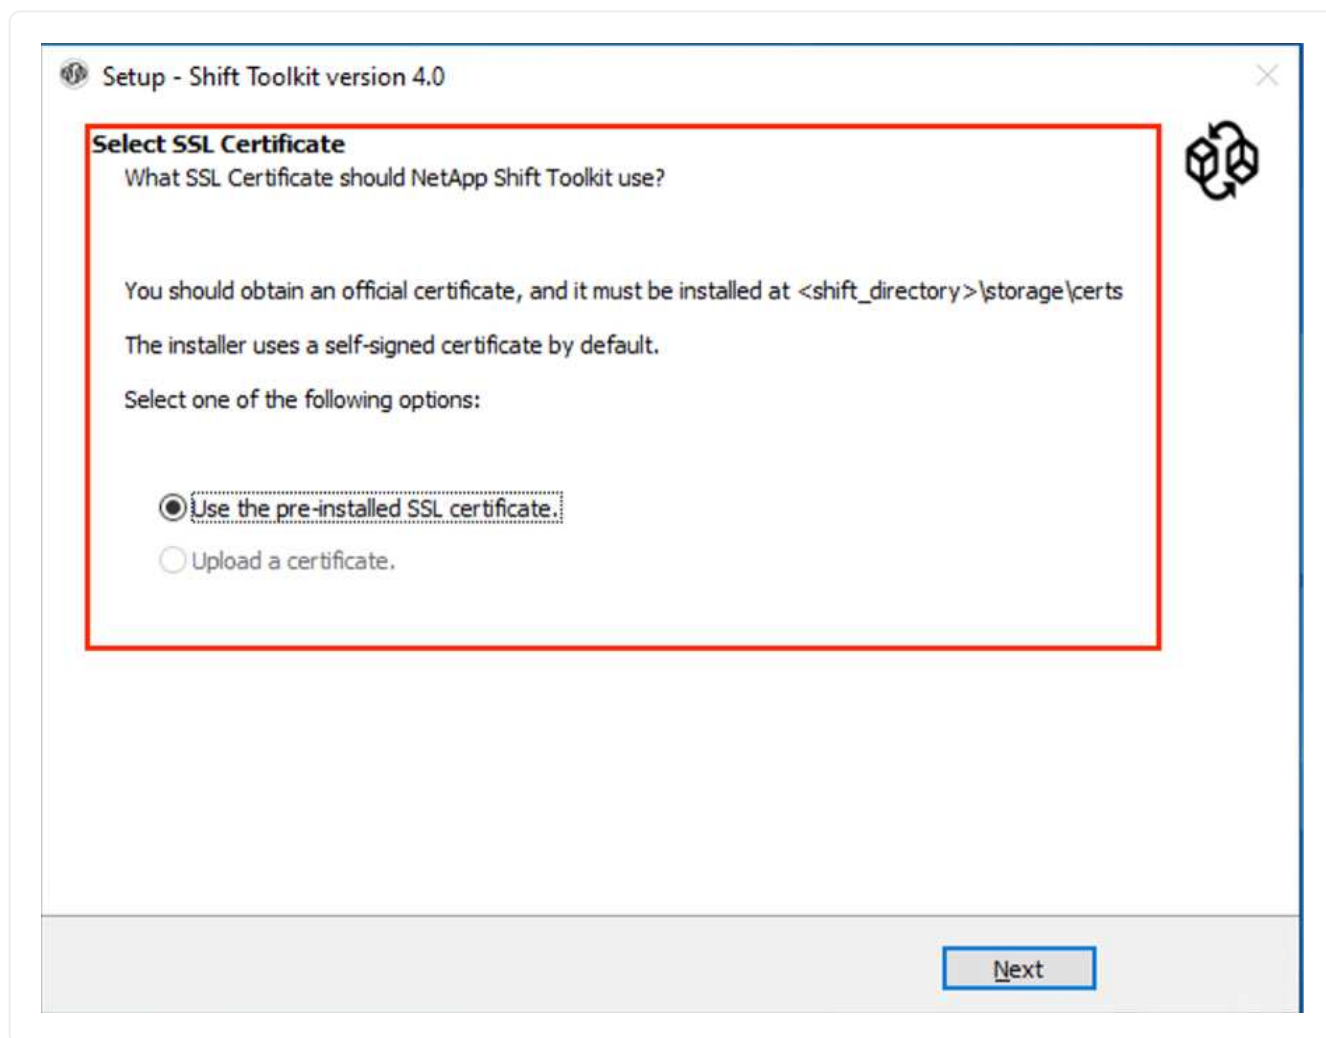 Setup - Shift Toolkit version 4.0
Select SSL Certificate
What SSL Certificate should NetApp Shift Toolkit use?
You should obtain an official certificate, and it must be installed at <shift_directory>\storage\certs
The installer uses a self-signed certificate by default.
Select one of the following options:
Use the pre-installed SSL certificate.
Upload a certificate.
Next